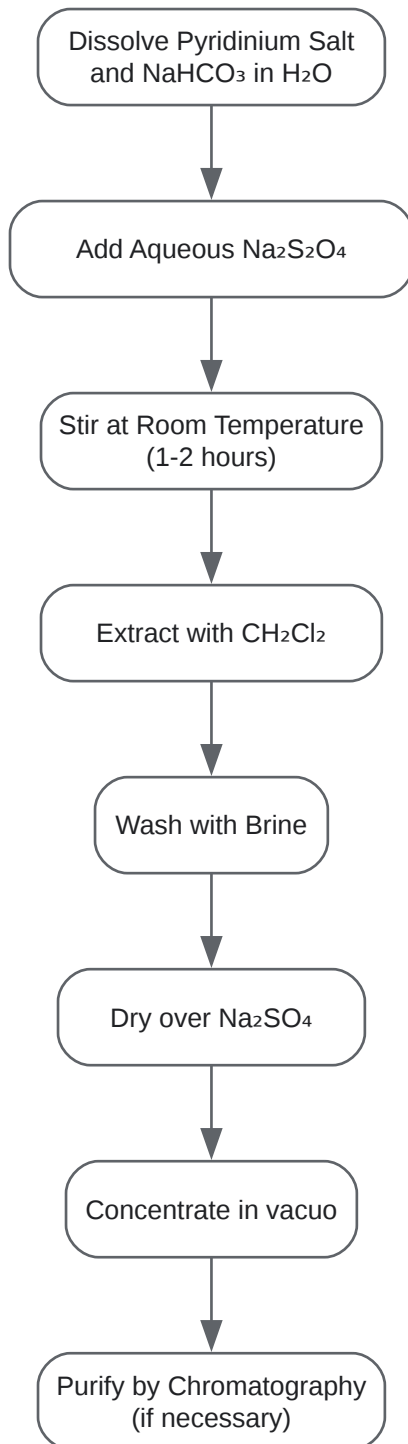 Dissolve Pyridinium Salt
and NaHCO₃ in H₂O
Add Aqueous Na₂S₂O₄
Stir at Room Temperature
(1-2 hours)
Extract with CH₂Cl₂
Wash with Brine
Dry over Na₂SO₄
Concentrate in vacuo
Purify by Chromatography
(if necessary)